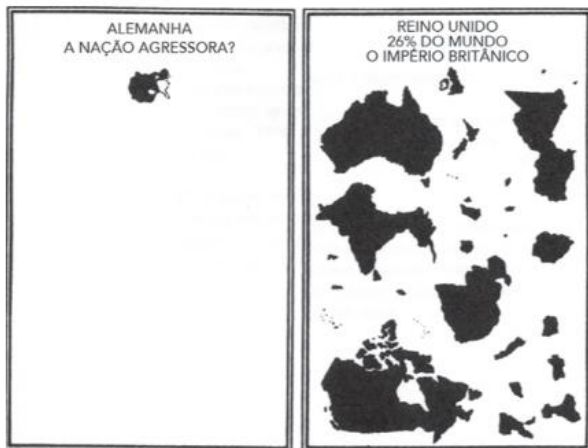 ALEMANHA
A NAÇÃO AGRESSORA?
REINO UNIDO
26% DO MUNDO
O IMPÉRIO BRITÂNICO